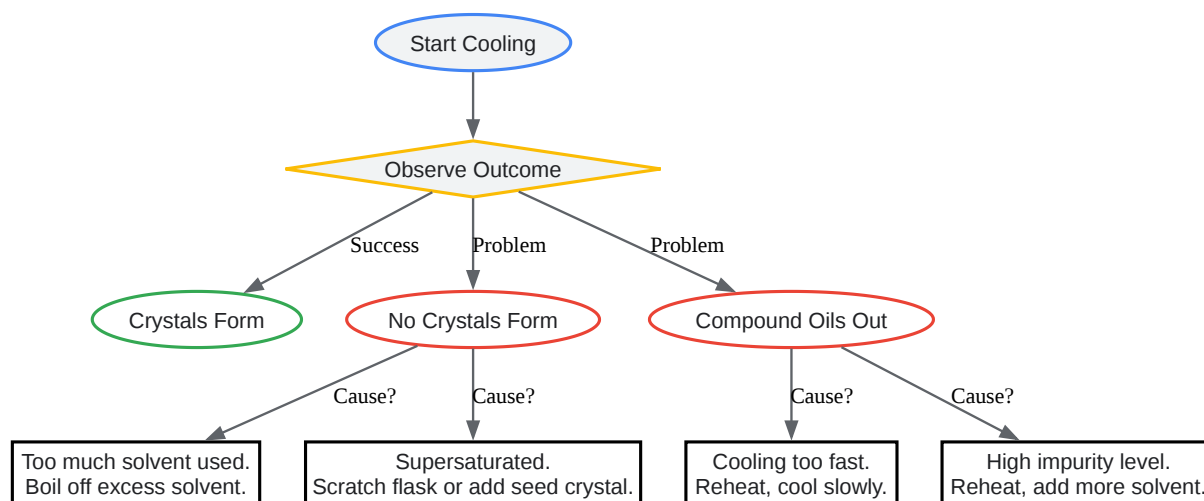 Start Cooling
Observe Outcome
Success
Problem
Problem
Crystals Form
No Crystals Form
Compound Oils Out
Cause?
Cause?
Cause?
Cause?
Too much solvent used.
Boil off excess solvent.
Supersaturated.
Scratch flask or add seed crystal.
Cooling too fast.
Reheat, cool slowly.
High impurity level.
Reheat, add more solvent.